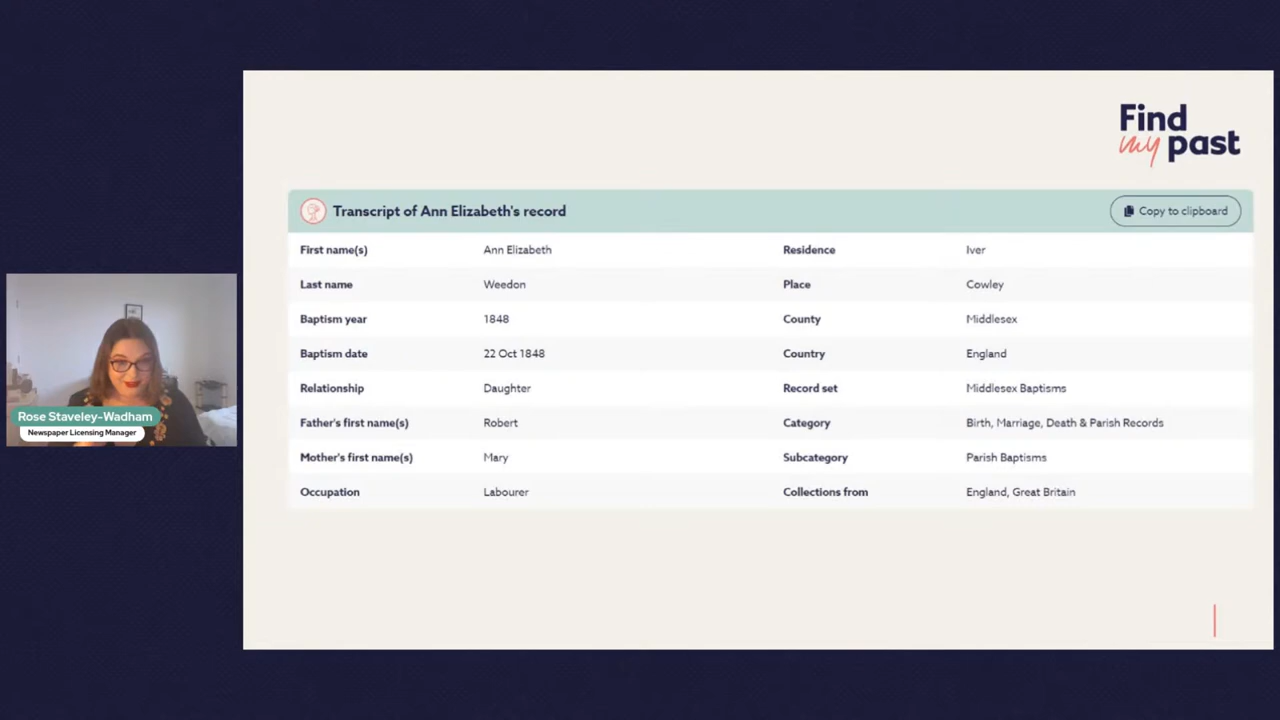 Find
my past
Transcript of Ann Elizabeth's record
Copy to clipboard
First name(s) Ann Elizabeth Residence Iver
Last name Weedon Place Cowley
Baptism year 1848 County Middlesex
Baptism date 22 Oct 1848 Country England
Relationship Daughter Record set Middlesex Baptisms
Father's first name(s) Robert Category Birth, Marriage, Death & Parish Records
Mother's first name(s) Mary Subcategory Parish Baptisms
Occupation Labourer Collections from England, Great Britain
Rose Staveley-Wadham
Newspaper Licensing Manager